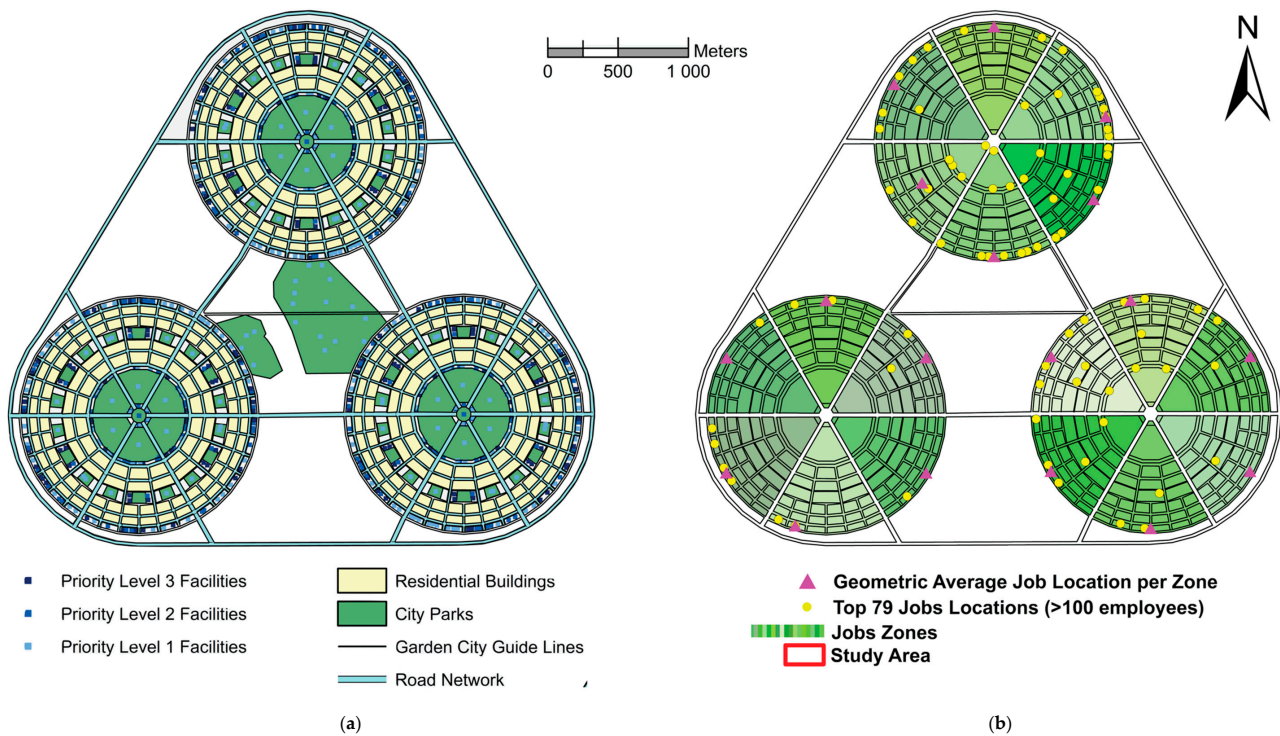 Meters
0 500 1 000
N
Priority Level 3 Facilities
Priority Level 2 Facilities
Priority Level 1 Facilities
Residential Buildings
City Parks
Garden City Guide Lines
Road Network
(a)
Geometric Average Job Location per Zone
Top 79 Jobs Locations (>100 employees)
Jobs Zones
Study Area
(b)